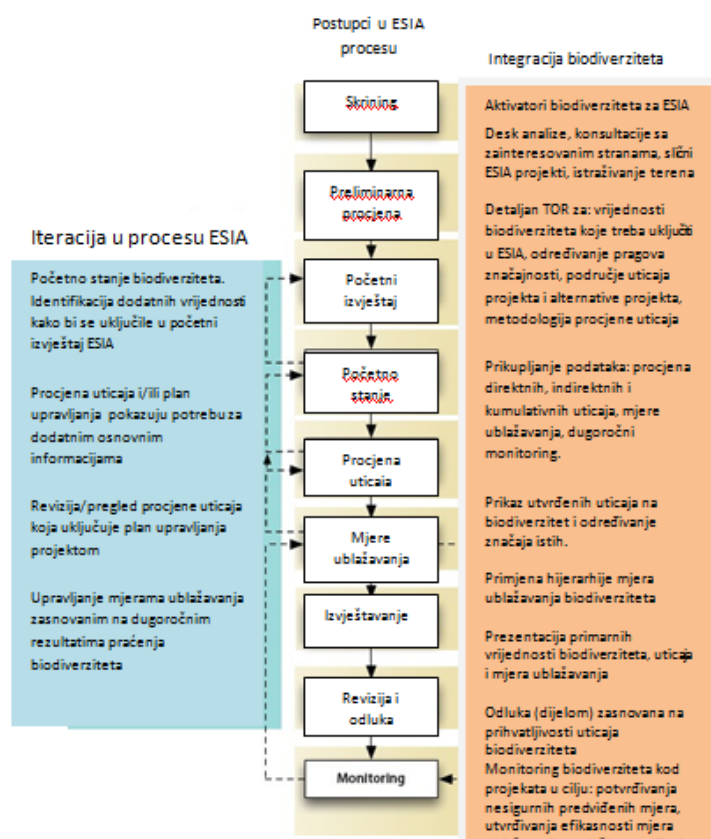 Postupci u ESIA
procesu
Integracija biodiverziteta
Iteracija u procesu ESIA
Početno stanje biodiverziteta.
Identifikacija dodatnih vrijednosti
kako bi se uključile u početni
izvještaj ESIA
Procjena uticaja i/ili plan
upravljanja pokazuju potrebu za
dodatnim osnovnim
informacijama
Revizija/pregled procjene uticaja
koja uključuje plan upravljanja
projektom
Upravljanje mjerama ublažavanja
zasnovanim na dugoročnim
rezultatima praćenja
biodiverziteta
Skrining
Preliminarna
procjena
Početni
izvještaj
Početno
stanje
Procjena
uticaia
Mjere
ublažavanja
Izvještavanje
Revizija i
odluka
Monitoring
Aktivatori biodiverziteta za ESIA
Desk analize, konsultacije sa
zainteresovanim stranama, slični
ESIA projekti, istraživanje terena
Detaljan TOR za: vrijednosti
biodiverziteta koje treba uključiti
u ESIA, određivanje pragova
značajnosti, područje uticaja
projekta i alternative projekta,
metodologija procjene uticaja
Prikupljanje podataka: procjena
direktnih, indirektnih i
kumulativnih uticaja, mjere
ublažavanja, dugoročni
monitoring.
Prikaz utvrđenih uticaja na
biodiverzitet i određivanje
značaja istih.
Primjena hijerarhije mjera
ublažavanja biodiverziteta
Prezentacija primarnih
vrijednosti biodiverziteta, uticaja
i mjera ublažavanja
Odluka (dijelom) zasnovana na
prihvatljivosti uticaja
biodiverziteta
Monitoring biodiverziteta kod
projekata u cilju: potvrđivanja
nesigurnih predviđenih mjera,
utvrđivanja efikasnosti mjera